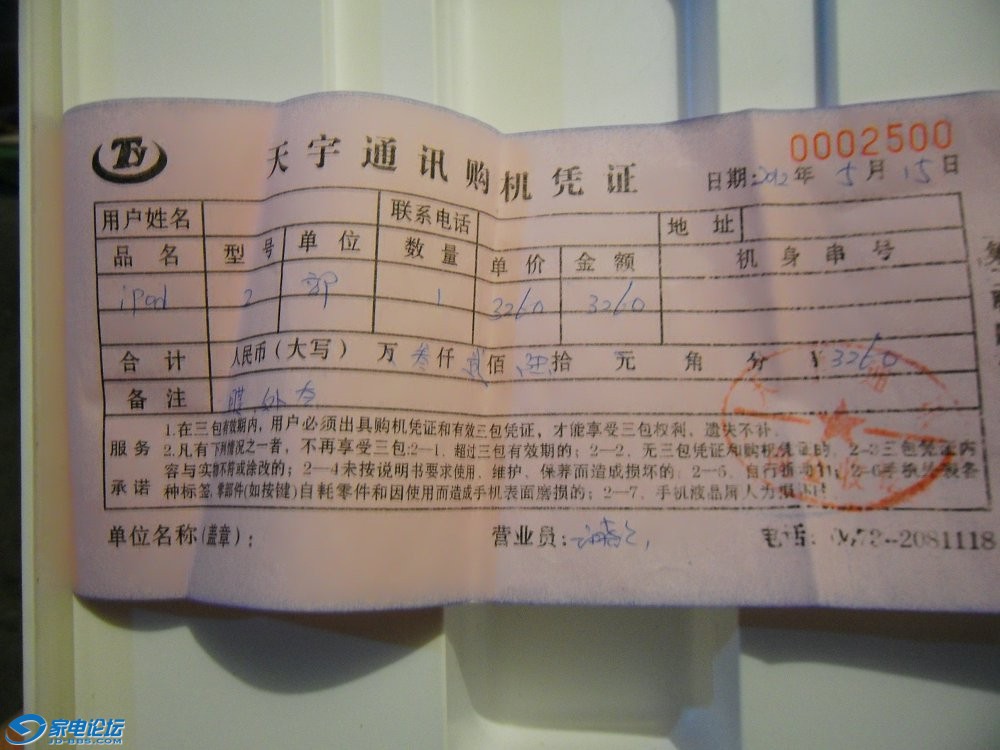 TY
天宇通讯购机凭证
0002500
日期:2012年 5月 15日
用户姓名 联系电话 地 址
品 名 型 号 单 位 数 量 单 价 金 额 机 身 串 号
ipad 2 部 1 3260 3260
合 计 人民币(大写) 万 叁仟 贰佰 拾 元 角 分 ¥3260
备 注 膜 外
服务承诺
1.在三包有效期内，用户必须出具购机凭证和有效三包凭证，才能享受三包权利，遗失不补
2.凡有下列情况之一者，不再享受三包:2—1、超过三包有效期的；2—2、无三包凭证和购机凭证的、2—3三包凭证内
容与实物不符或涂改的；2—4未按说明书要求使用、维护、保养而造成损坏的；2—5、自行
种标签,零部件(如按键)自耗零件和因使用而造成手机表面磨损的；2—7、手机液晶屏人为
单位名称(盖章)：
营业员：
电话： —2081118
家电论坛
JD-BBS.COM